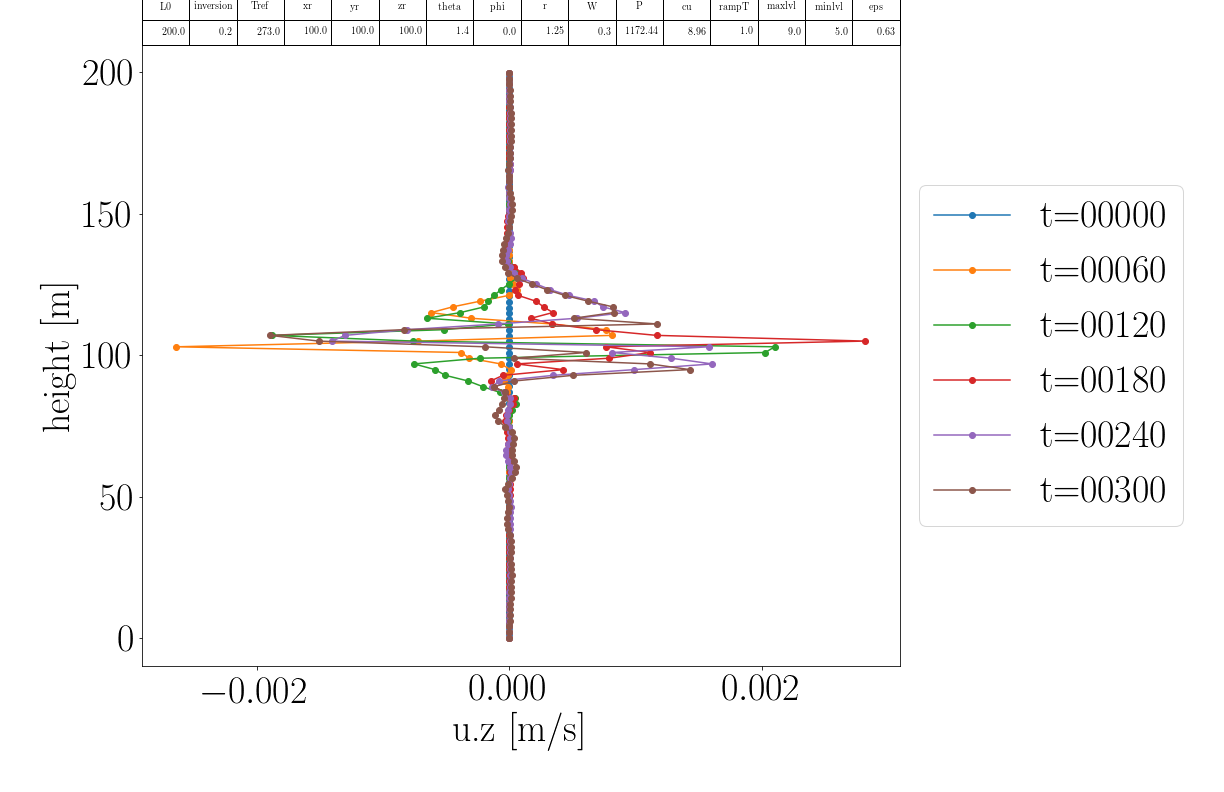 L0 inversion Tref xr yr zr theta phi r W P cu rampT maxlvl minlvl eps
200.0 0.2 273.0 100.0 100.0 100.0 1.4 0.0 1.25 0.3 1172.44 8.96 1.0 9.0 5.0 0.63
200
150
100
50
0
height [m]
−0.002 0.000 0.002
u.z [m/s]
t=00000
t=00060
t=00120
t=00180
t=00240
t=00300